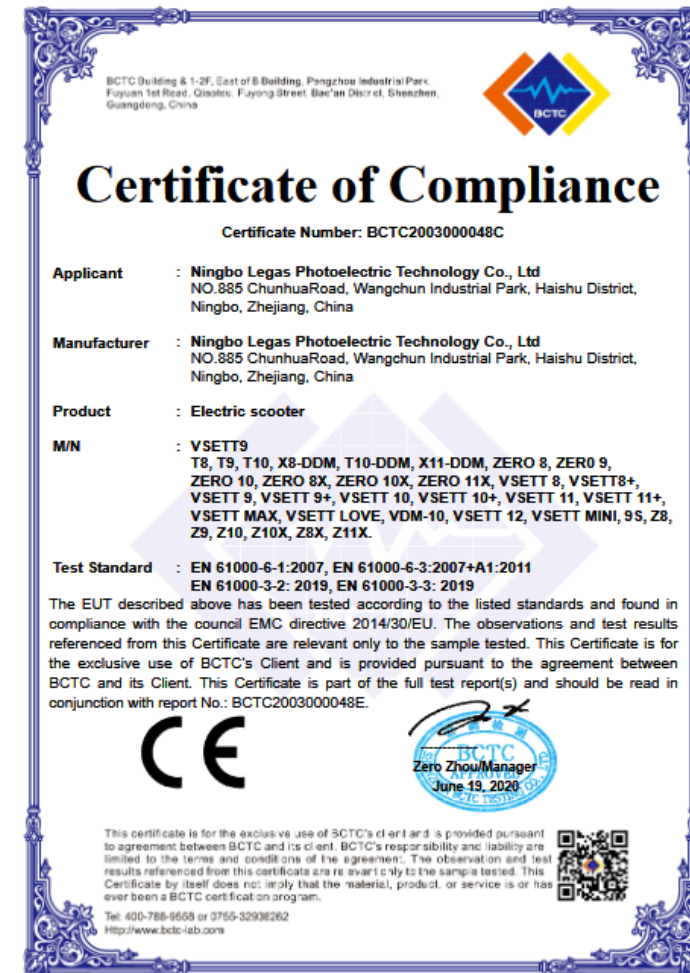 BCTC Building & 1-2F, East of B Building, Pengzhou Industrial Park,
Fuyuan 1st Road, Qiaotou, Fuyong Street, Bao'an District, Shenzhen,
Guangdong, China
BCTC
Certificate of Compliance
Certificate Number: BCTC2003000048C
Applicant : Ningbo Legas Photoelectric Technology Co., Ltd
NO.885 ChunhuaRoad, Wangchun Industrial Park, Haishu District,
Ningbo, Zhejiang, China
Manufacturer : Ningbo Legas Photoelectric Technology Co., Ltd
NO.885 ChunhuaRoad, Wangchun Industrial Park, Haishu District,
Ningbo, Zhejiang, China
Product : Electric scooter
M/N : VSETT9
T8, T9, T10, X8-DDM, T10-DDM, X11-DDM, ZERO 8, ZER0 9,
ZERO 10, ZERO 8X, ZERO 10X, ZERO 11X, VSETT 8, VSETT8+,
VSETT 9, VSETT 9+, VSETT 10, VSETT 10+, VSETT 11, VSETT 11+,
VSETT MAX, VSETT LOVE, VDM-10, VSETT 12, VSETT MINI, 9S, Z8,
Z9, Z10, Z10X, Z8X, Z11X.
Test Standard : EN 61000-6-1:2007, EN 61000-6-3:2007+A1:2011
EN 61000-3-2: 2019, EN 61000-3-3: 2019
The EUT described above has been tested according to the listed standards and found in
compliance with the council EMC directive 2014/30/EU. The observations and test results
referenced from this Certificate are relevant only to the sample tested. This Certificate is for
the exclusive use of BCTC's Client and is provided pursuant to the agreement between
BCTC and its Client. This Certificate is part of the full test report(s) and should be read in
conjunction with report No.: BCTC2003000048E.
CE
BCTC
APPROVED
Zero Zhou/Manager
June 19, 2020
This certificate is for the exclusive use of BCTC's client and is provided pursuant
to agreement between BCTC and its client. BCTC's responsibility and liability are
limited to the terms and conditions of the agreement. The observation and test
results referenced from this certificate are relevant only to the sample tested. This
Certificate by itself does not imply that the material, product, or service is or has
ever been a BCTC certification program.
Tel: 400-788-9558 or 0755-32936262
Http://www.bctc-lab.com